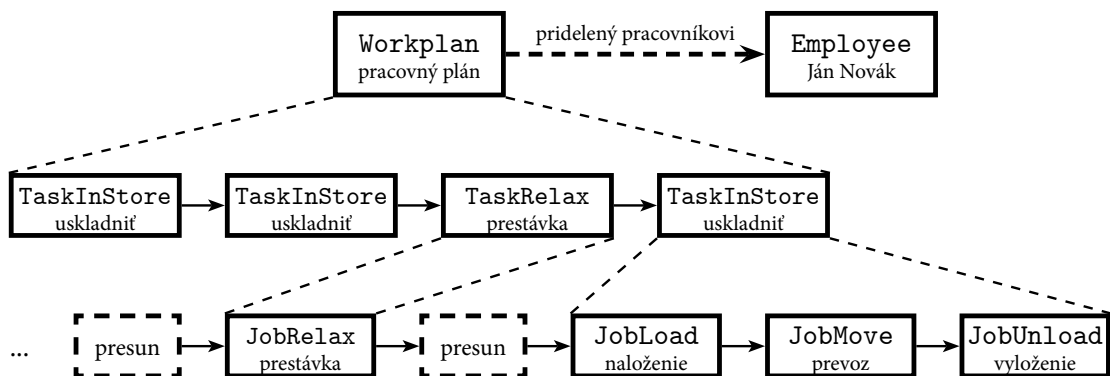 Workplan
pracovný plán
pridelený pracovníkovi
Employee
Ján Novák
TaskInStore
uskladniť
TaskInStore
uskladniť
TaskRelax
prestávka
TaskInStore
uskladniť
...
presun
JobRelax
prestávka
presun
JobLoad
naloženie
JobMove
prevoz
JobUnload
vyloženie